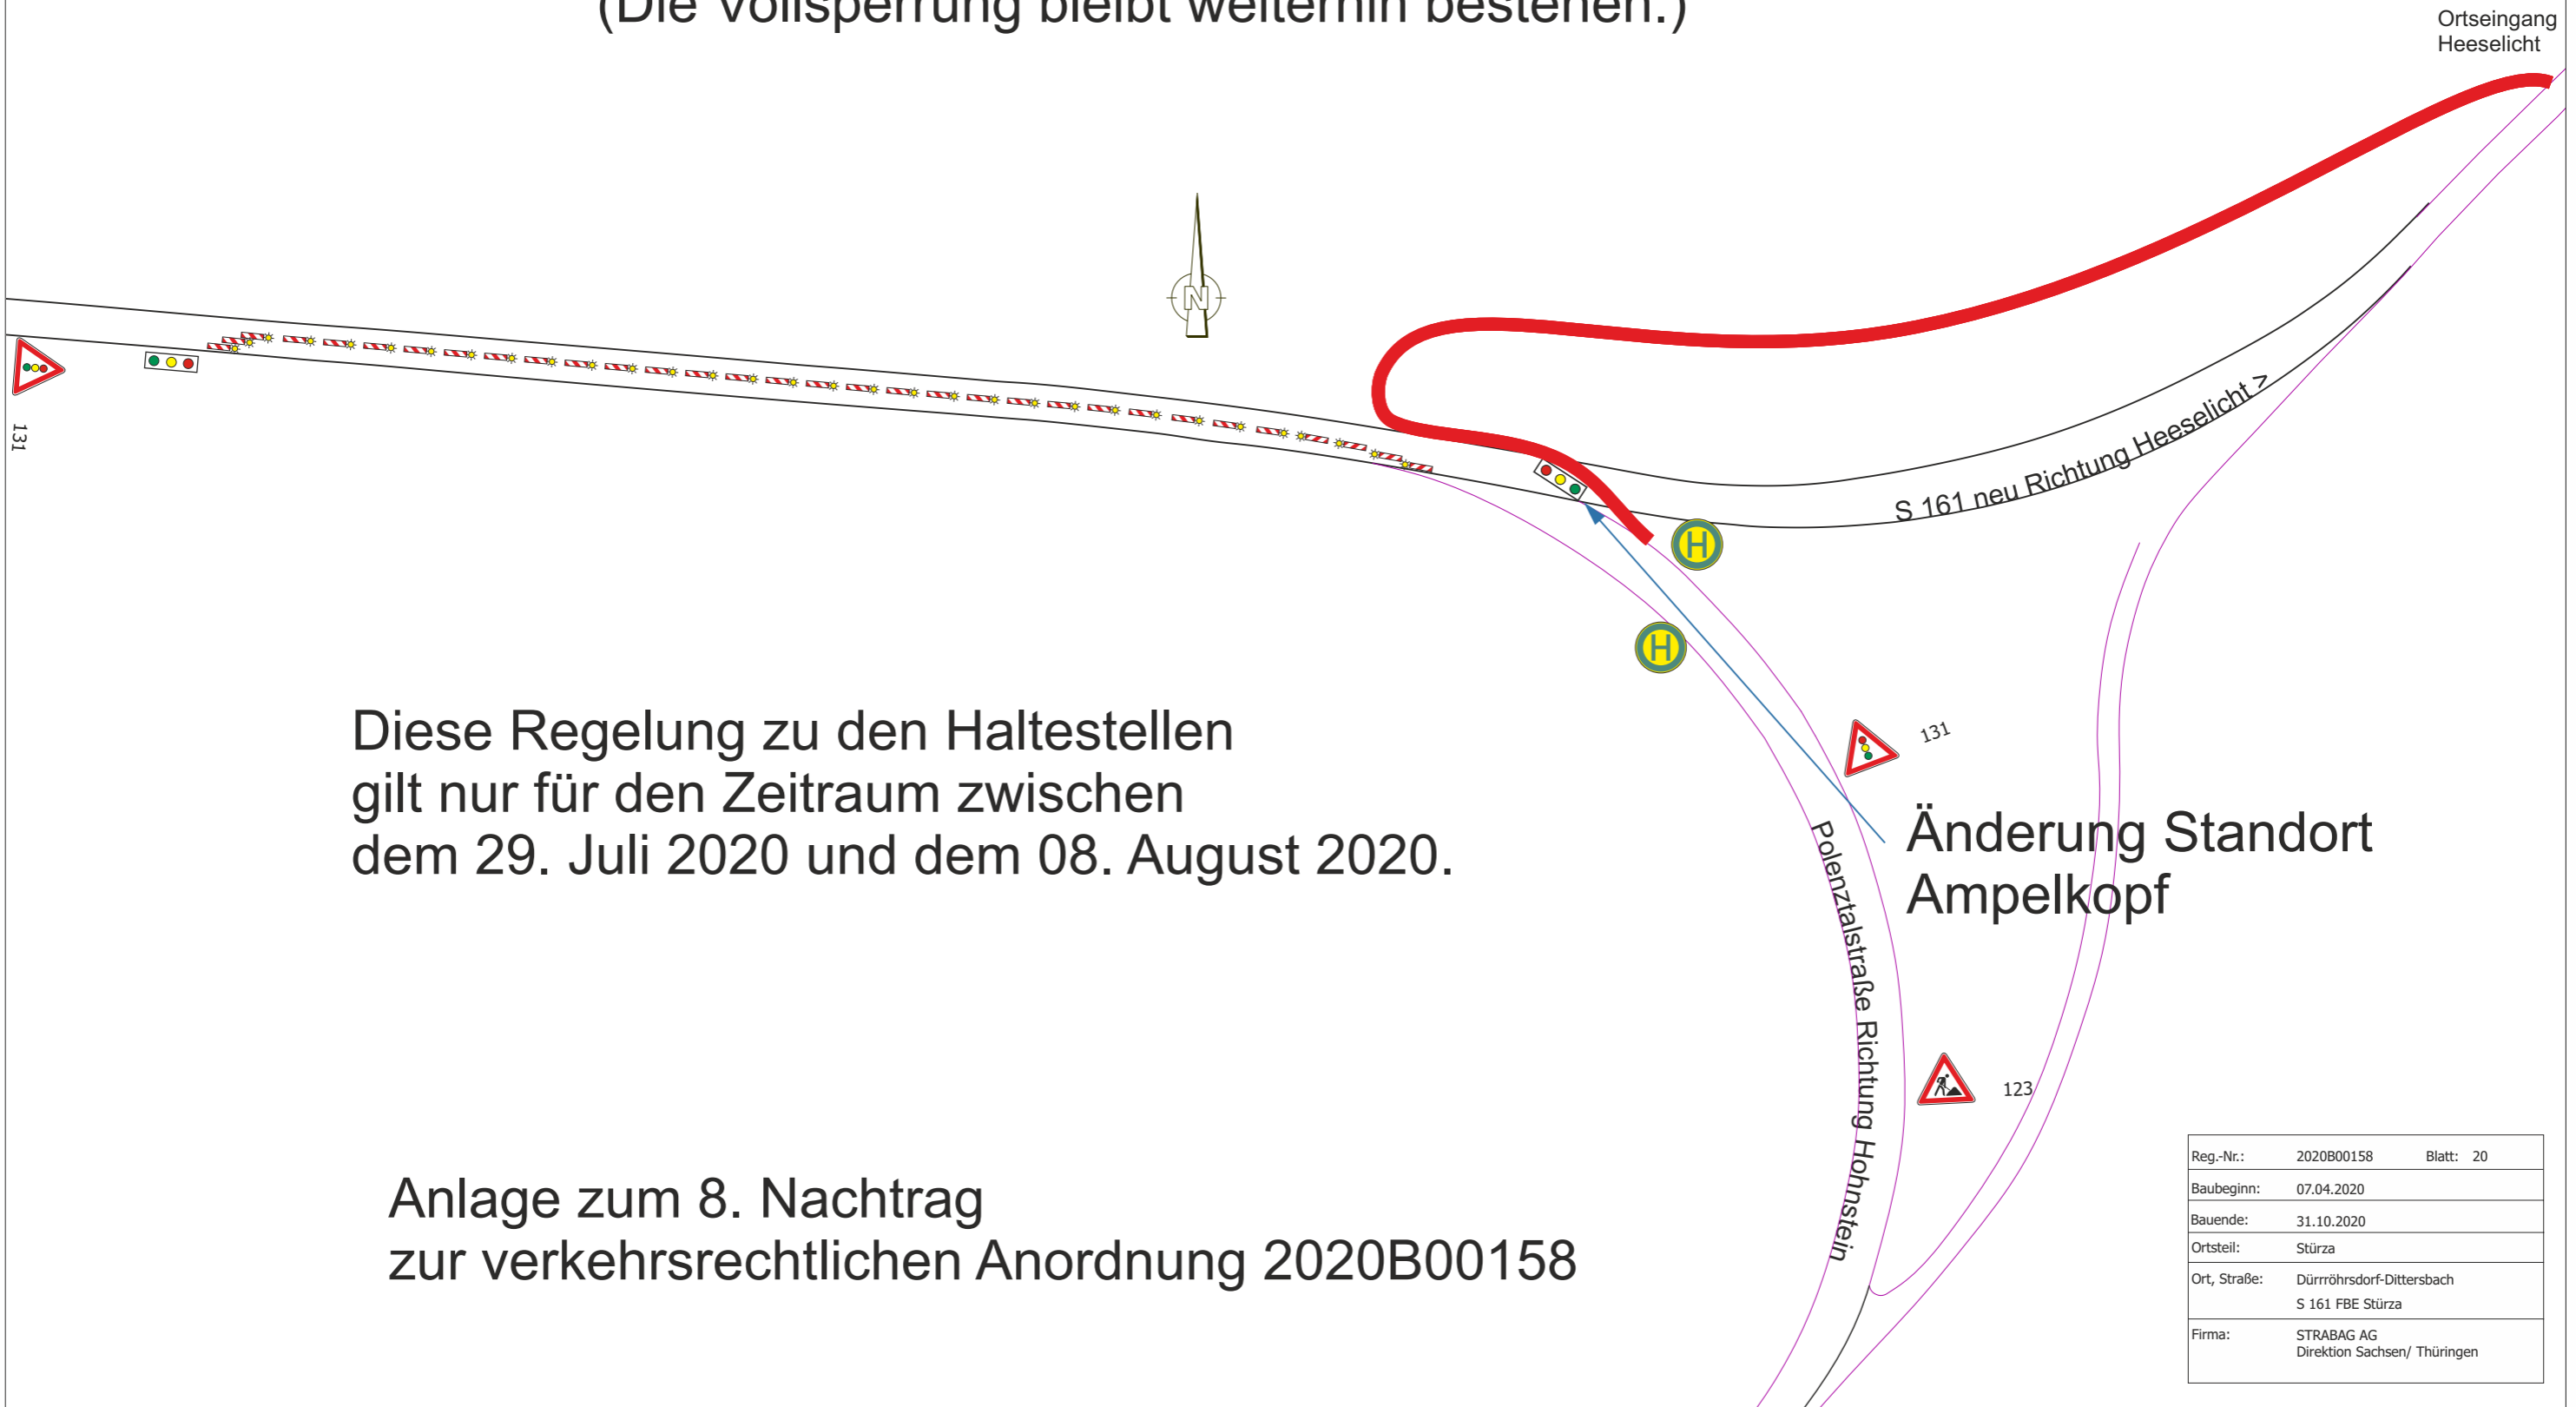 (Die Vollsperrung bleibt weiterhin bestehen.)
Ortseingang
Heeselicht
N
131
S 161 neu Richtung Heeselicht >
H
H
131
Diese Regelung zu den Haltestellen
gilt nur für den Zeitraum zwischen
dem 29. Juli 2020 und dem 08. August 2020.
Änderung Standort
Ampelkopf
Polenztalstraße Richtung Hohnstein
123
Anlage zum 8. Nachtrag
zur verkehrsrechtlichen Anordnung 2020B00158
Reg.-Nr.: 2020B00158 Blatt: 20
Baubeginn: 07.04.2020
Bauende: 31.10.2020
Ortsteil: Stürza
Ort, Straße: Dürrröhrsdorf-Dittersbach
S 161 FBE Stürza
Firma: STRABAG AG
Direktion Sachsen/ Thüringen